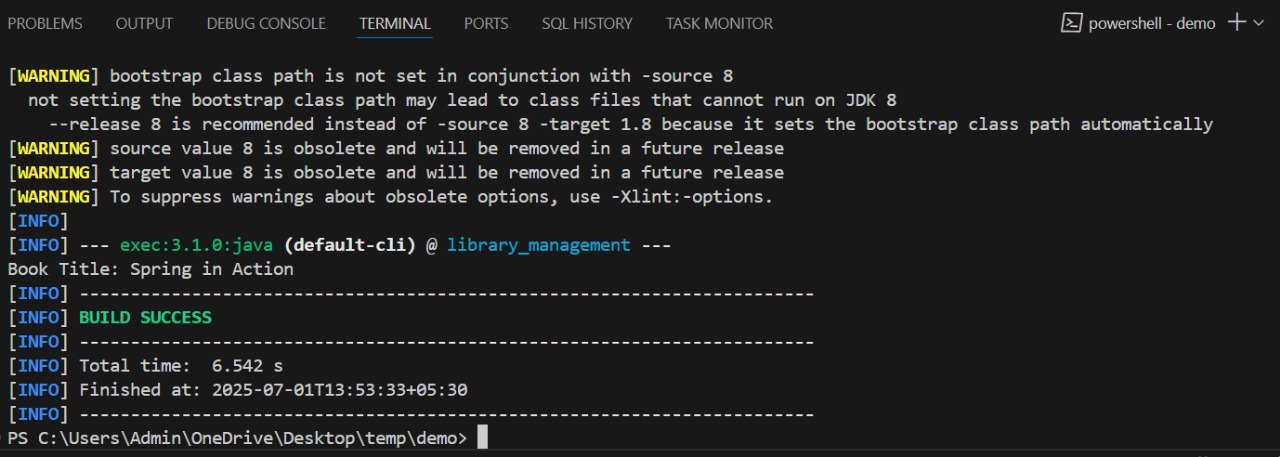 PROBLEMS OUTPUT DEBUG CONSOLE TERMINAL PORTS SQL HISTORY TASK MONITOR powershell - demo
[WARNING] bootstrap class path is not set in conjunction with -source 8
  not setting the bootstrap class path may lead to class files that cannot run on JDK 8
    --release 8 is recommended instead of -source 8 -target 1.8 because it sets the bootstrap class path automatically
[WARNING] source value 8 is obsolete and will be removed in a future release
[WARNING] target value 8 is obsolete and will be removed in a future release
[WARNING] To suppress warnings about obsolete options, use -Xlint:-options.
[INFO]
[INFO] --- exec:3.1.0:java (default-cli) @ library_management ---
Book Title: Spring in Action
[INFO] ------------------------------------------------------------------------
[INFO] BUILD SUCCESS
[INFO] ------------------------------------------------------------------------
[INFO] Total time:  6.542 s
[INFO] Finished at: 2025-07-01T13:53:33+05:30
[INFO] ------------------------------------------------------------------------
PS C:\Users\Admin\OneDrive\Desktop\temp\demo>